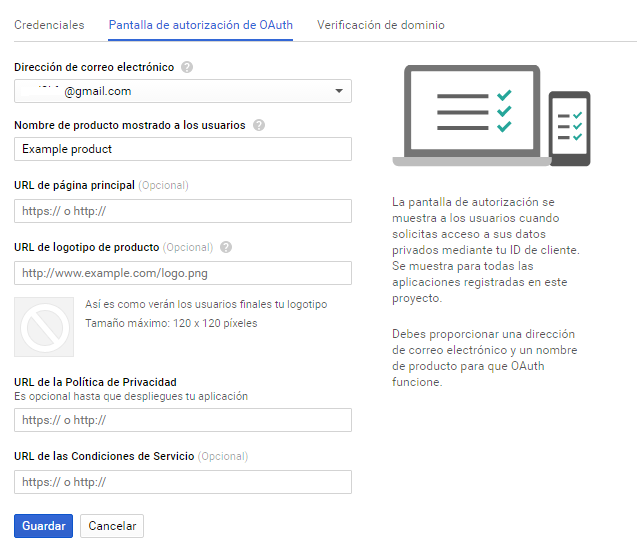 Credenciales
Pantalla de autorización de OAuth
Verificación de dominio
Dirección de correo electrónico
@gmail.com
Nombre de producto mostrado a los usuarios
Example product
URL de página principal (Opcional)
https:// o http://
URL de logotipo de producto (Opcional)
http://www.example.com/logo.png
Así es como verán los usuarios finales tu logotipo
Tamaño máximo: 120 x 120 píxeles
URL de la Política de Privacidad
Es opcional hasta que despliegues tu aplicación
https:// o http://
URL de las Condiciones de Servicio (Opcional)
https:// o http://
Guardar
Cancelar
La pantalla de autorización se
muestra a los usuarios cuando
solicitas acceso a sus datos
privados mediante tu ID de cliente.
Se muestra para todas las
aplicaciones registradas en este
proyecto.
Debes proporcionar una dirección
de correo electrónico y un nombre
de producto para que OAuth
funcione.